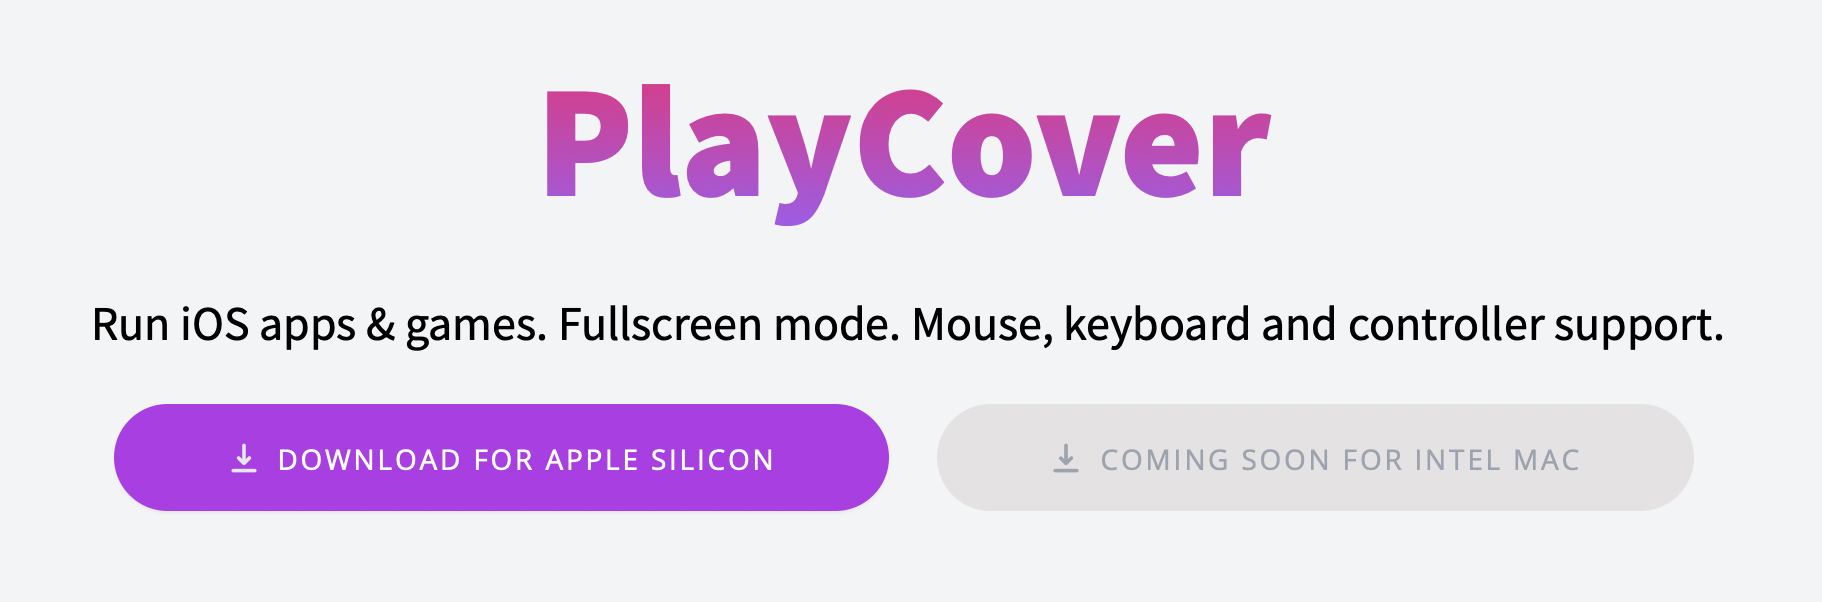 PlayCover
Run iOS apps & games. Fullscreen mode. Mouse, keyboard and controller support.
DOWNLOAD FOR APPLE SILICON
COMING SOON FOR INTEL MAC